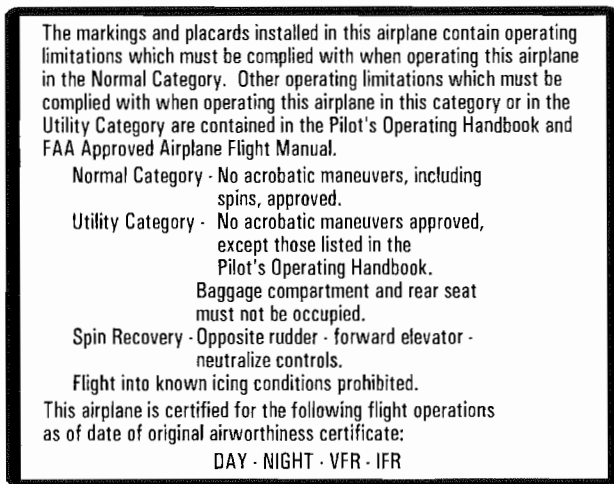 The markings and placards installed in this airplane contain operating
limitations which must be complied with when operating this airplane
in the Normal Category. Other operating limitations which must be
complied with when operating this airplane in this category or in the
Utility Category are contained in the Pilot's Operating Handbook and
FAA Approved Airplane Flight Manual.
Normal Category - No acrobatic maneuvers, including
spins, approved.
Utility Category - No acrobatic maneuvers approved,
except those listed in the
Pilot's Operating Handbook.
Baggage compartment and rear seat
must not be occupied.
Spin Recovery - Opposite rudder - forward elevator -
neutralize controls.
Flight into known icing conditions prohibited.
This airplane is certified for the following flight operations
as of date of original airworthiness certificate:
DAY - NIGHT - VFR - IFR